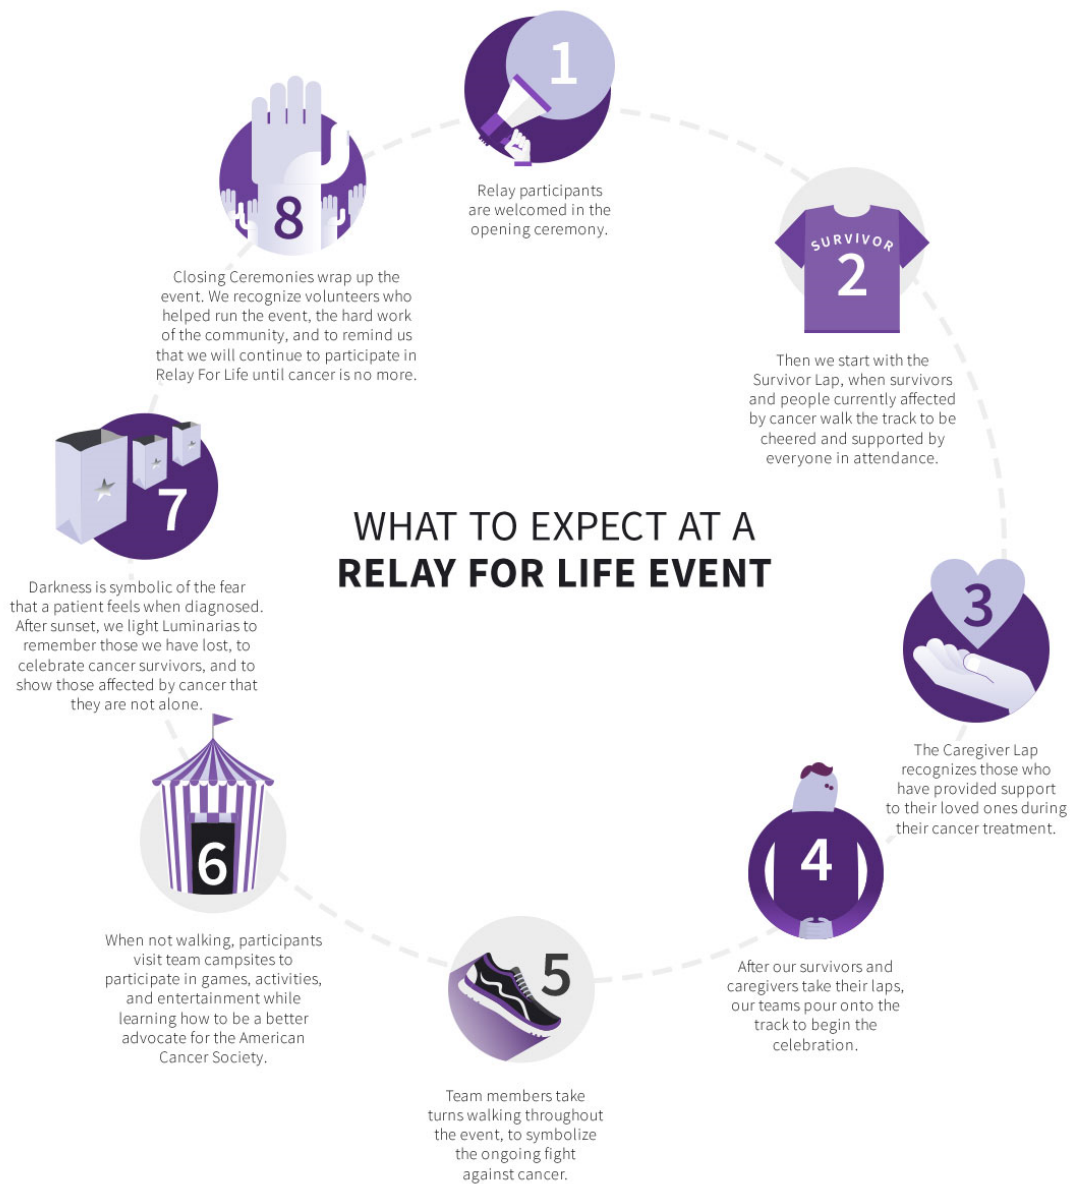 WHAT TO EXPECT AT A
RELAY FOR LIFE EVENT
1
Relay participants
are welcomed in the
opening ceremony.
SURVIVOR
2
Then we start with the
Survivor Lap, when survivors
and people currently affected
by cancer walk the track to be
cheered and supported by
everyone in attendance.
3
The Caregiver Lap
recognizes those who
have provided support
to their loved ones during
their cancer treatment.
4
After our survivors and
caregivers take their laps,
our teams pour onto the
track to begin the
celebration.
5
Team members take
turns walking throughout
the event, to symbolize
the ongoing fight
against cancer.
6
When not walking, participants
visit team campsites to
participate in games, activities,
and entertainment while
learning how to be a better
advocate for the American
Cancer Society.
7
Darkness is symbolic of the fear
that a patient feels when diagnosed.
After sunset, we light Luminarias to
remember those we have lost, to
celebrate cancer survivors, and to
show those affected by cancer that
they are not alone.
8
Closing Ceremonies wrap up the
event. We recognize volunteers who
helped run the event, the hard work
of the community, and to remind us
that we will continue to participate in
Relay For Life until cancer is no more.